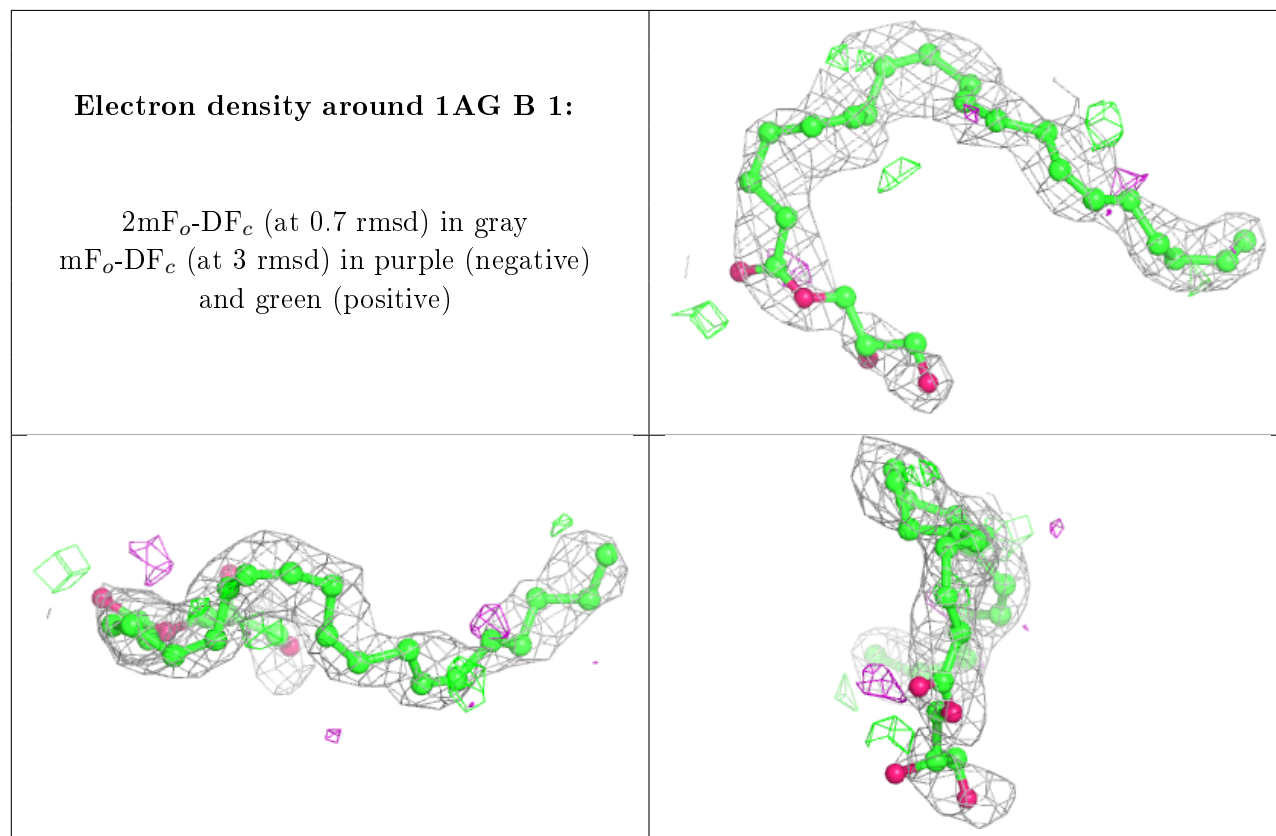 Electron density around 1AG B 1:
2mFₒ-DF𝒸 (at 0.7 rmsd) in gray
mFₒ-DF𝒸 (at 3 rmsd) in purple (negative)
and green (positive)